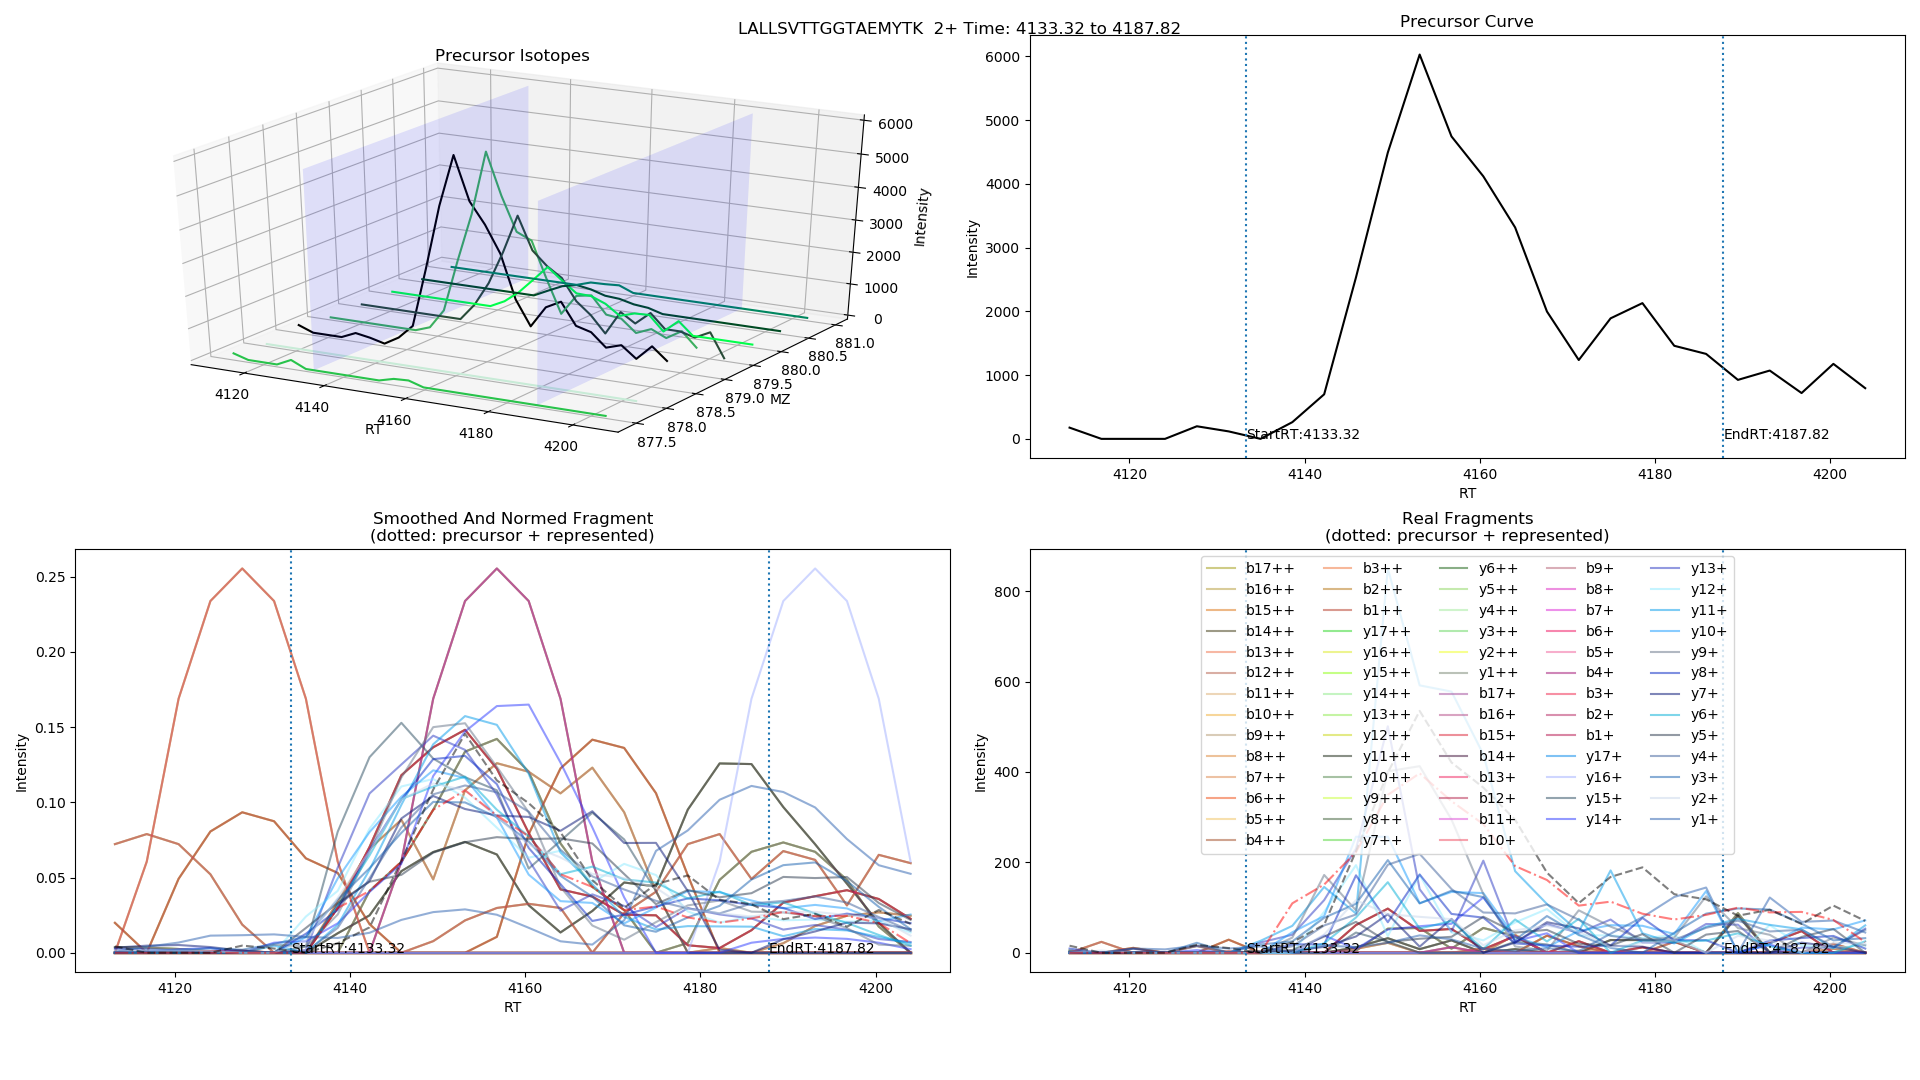 LALLSVTTGGTAEMYTK  2+ Time: 4133.32 to 4187.82
Precursor Isotopes
6000
5000
4000
3000
2000
1000
0
Intensity
881.0
880.5
880.0
879.5
879.0
878.5
878.0
877.5
MZ
4120
4140
4160
4180
4200
RT
Precursor Curve
6000
5000
4000
3000
2000
1000
0
Intensity
StartRT:4133.32
EndRT:4187.82
4120
4140
4160
4180
4200
RT
Smoothed And Normed Fragment
(dotted: precursor + represented)
0.25
0.20
0.15
0.10
0.05
0.00
Intensity
StartRT:4133.32
EndRT:4187.82
4120
4140
4160
4180
4200
RT
Real Fragments
(dotted: precursor + represented)
800
600
400
200
0
Intensity
b17++
b16++
b15++
b14++
b13++
b12++
b11++
b10++
b9++
b8++
b7++
b6++
b5++
b4++
b3++
b2++
b1++
y17++
y16++
y15++
y14++
y13++
y12++
y11++
y10++
y9++
y8++
y7++
y6++
y5++
y4++
y3++
y2++
y1++
b17+
b16+
b15+
b14+
b13+
b12+
b11+
b10+
b9+
b8+
b7+
b6+
b5+
b4+
b3+
b2+
b1+
y17+
y16+
y15+
y14+
y13+
y12+
y11+
y10+
y9+
y8+
y7+
y6+
y5+
y4+
y3+
y2+
y1+
StartRT:4133.32
EndRT:4187.82
4120
4140
4160
4180
4200
RT